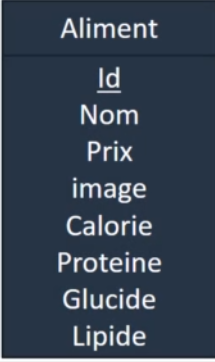 Aliment
Id
Nom
Prix
image
Calorie
Proteine
Glucide
Lipide